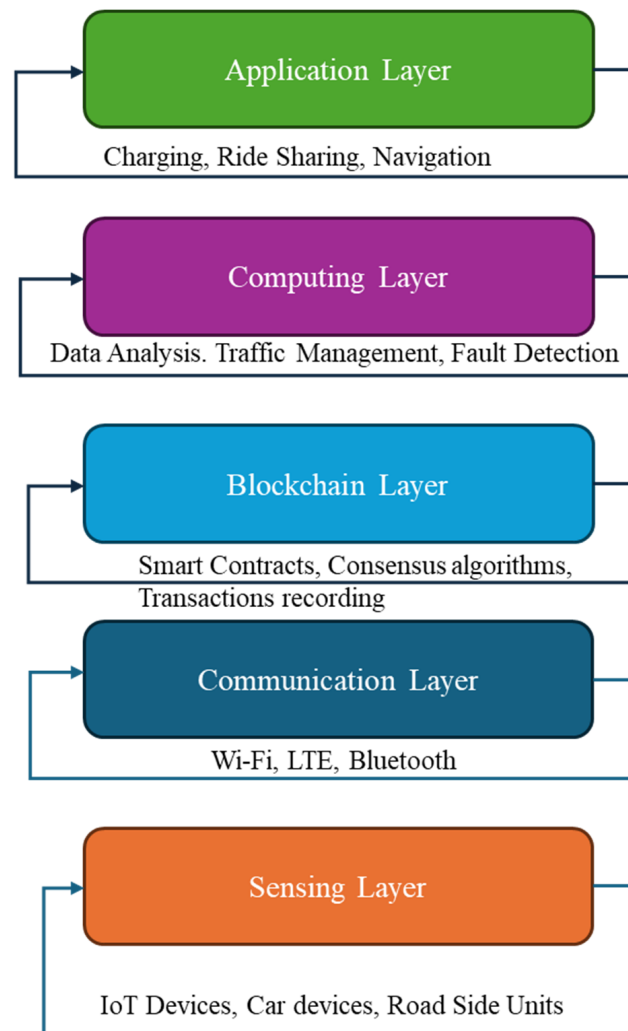 Application Layer
Charging, Ride Sharing, Navigation
Computing Layer
Data Analysis. Traffic Management, Fault Detection
Blockchain Layer
Smart Contracts, Consensus algorithms,
Transactions recording
Communication Layer
Wi-Fi, LTE, Bluetooth
Sensing Layer
IoT Devices, Car devices, Road Side Units